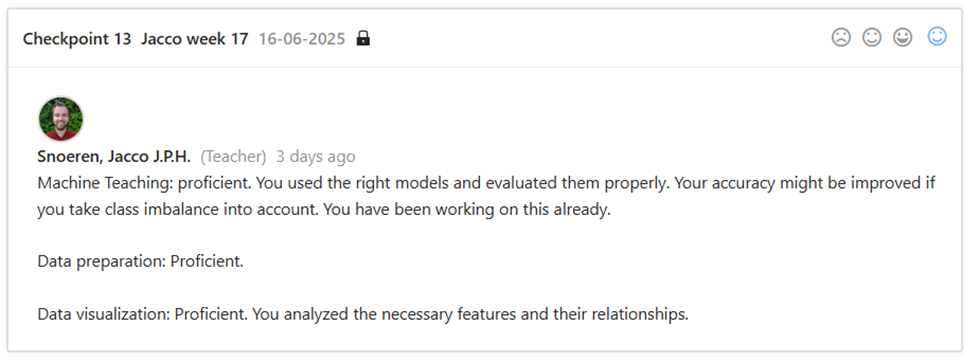 Checkpoint 13 Jacco week 17 16-06-2025
Snoeren, Jacco J.P.H. (Teacher) 3 days ago
Machine Teaching: proficient. You used the right models and evaluated them properly. Your accuracy might be improved if
you take class imbalance into account. You have been working on this already.
Data preparation: Proficient.
Data visualization: Proficient. You analyzed the necessary features and their relationships.